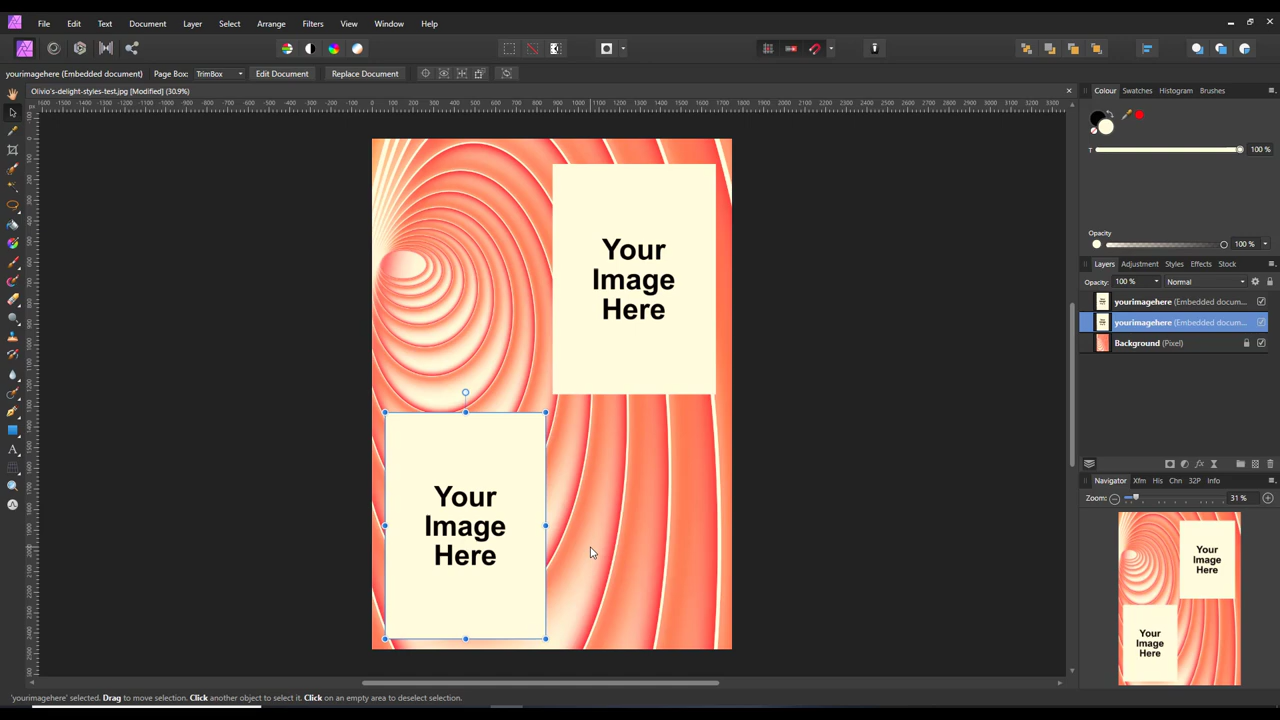 File Edit Text Document Layer Select Arrange Filters View Window Help
yourimagehere (Embedded document) Page Box: TrimBox Edit Document Replace Document
Olivio's-delight-styles-test.jpg [Modified] (30.9%)
Colour Swatches Histogram Brushes
T 100 %
Opacity
100 %
Layers Adjustment Styles Effects Stock
Opacity: 100 % Normal
yourimagehere (Embedded docum...
yourimagehere (Embedded docum...
Background (Pixel)
fx
Navigator Xfm His Chn 32P Info
Zoom: 31 %
Your
Image
Here
Your
Image
Here
Your
Image
Here
Your
Image
Here
'yourimagehere' selected. Drag to move selection. Click another object to select it. Click on an empty area to deselect selection.